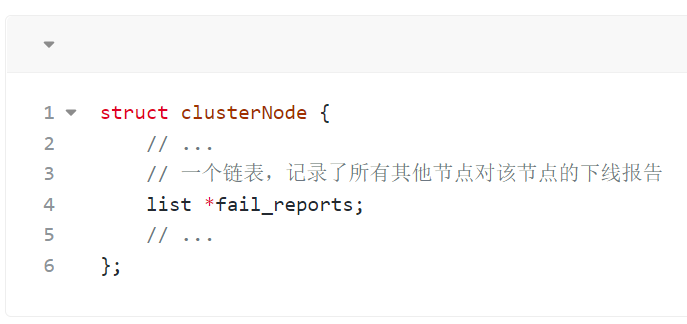 1 struct clusterNode {
2 // ...
3 // 一个链表，记录了所有其他节点对该节点的下线报告
4 list *fail_reports;
5 // ...
6 };